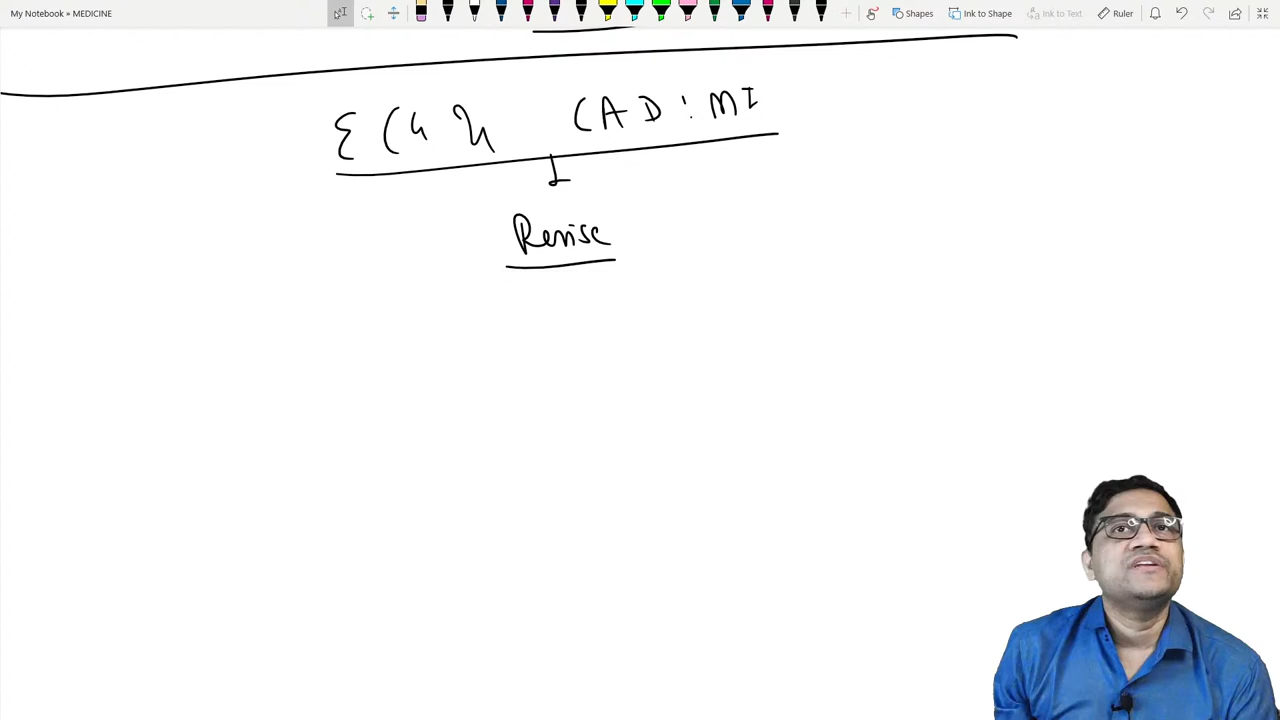 My Notebook = MEDICINE
Shapes
Ink to Shape
Ink to Text
Ruler
ECG in CAD : MI
Revise